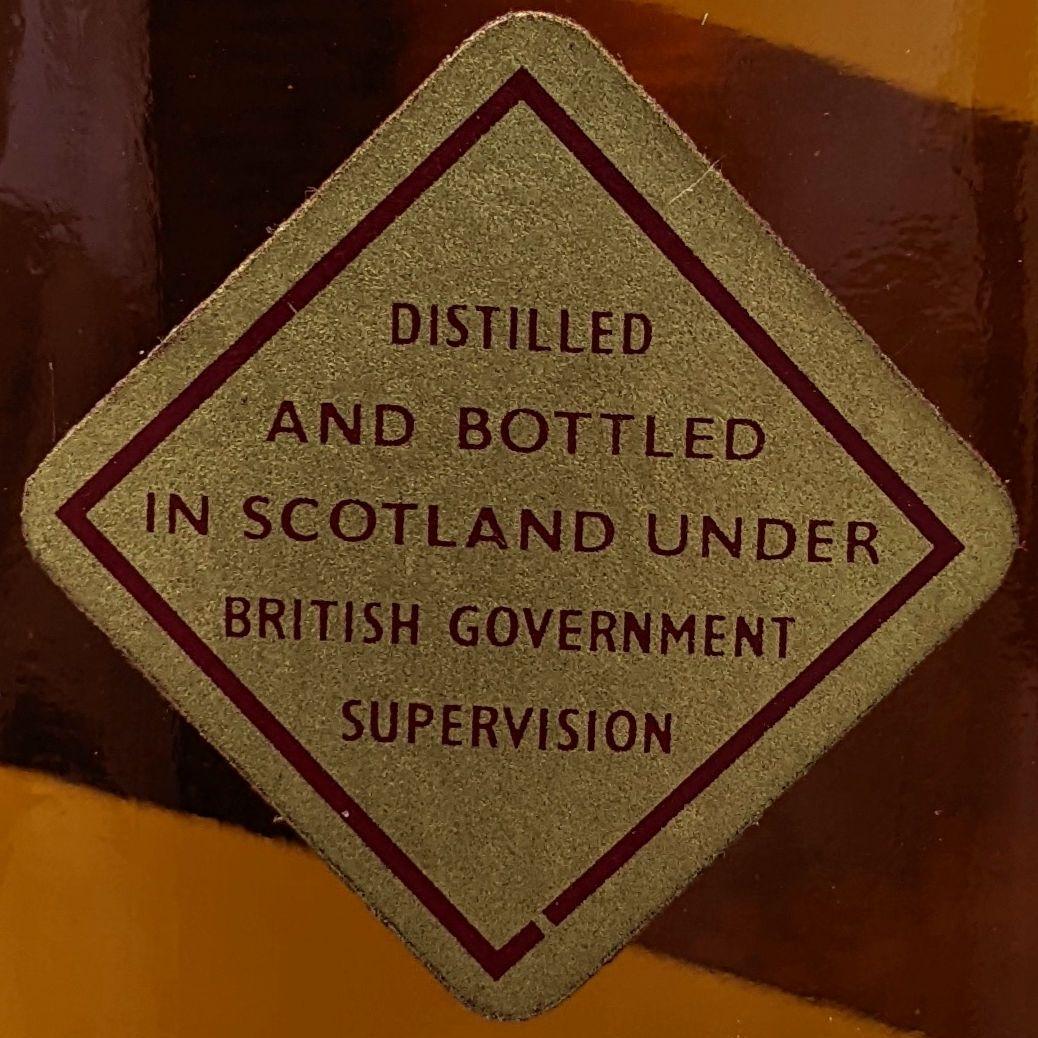 DISTILLED
AND BOTTLED
IN SCOTLAND UNDER
BRITISH GOVERNMENT
SUPERVISION